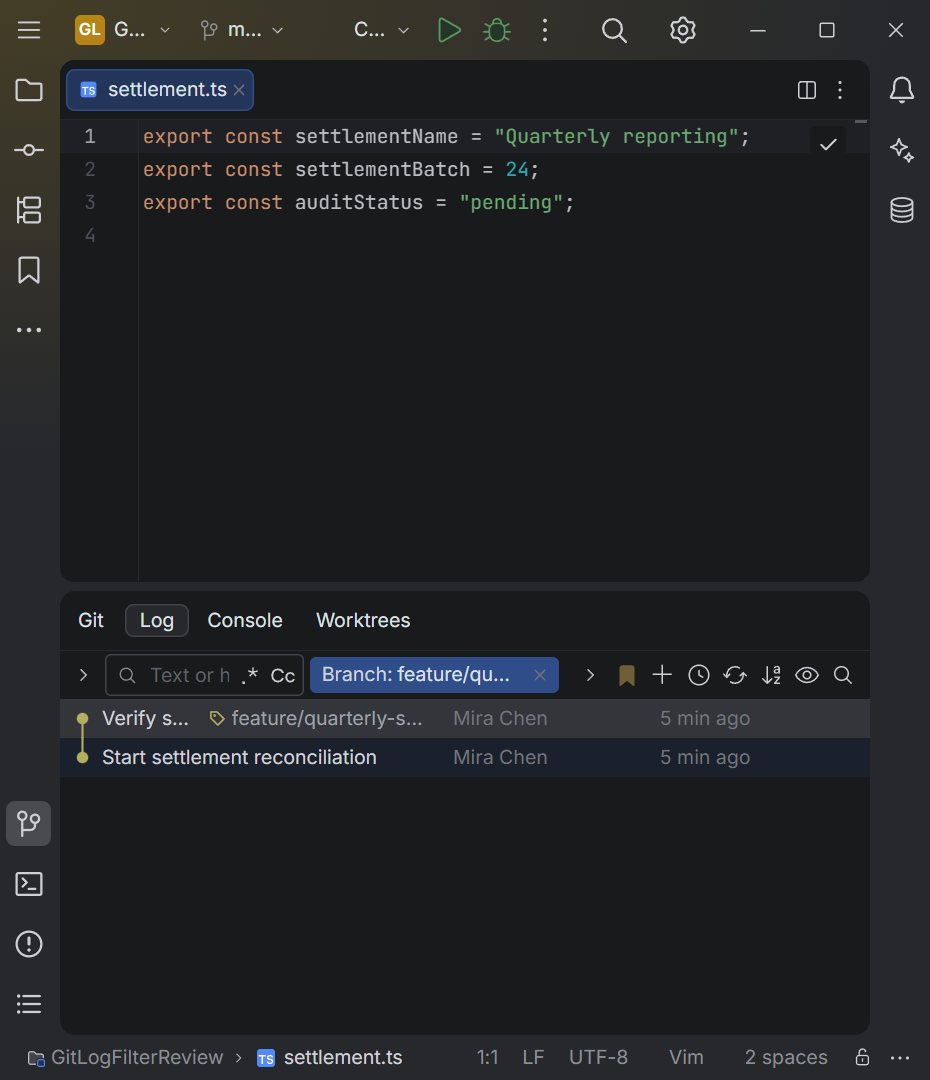 GL G... m... C...
settlement.ts
1 export const settlementName = "Quarterly reporting";
2 export const settlementBatch = 24;
3 export const auditStatus = "pending";
4
Git Log Console Worktrees
Text or h .* Cc Branch: feature/qu...
Verify s... feature/quarterly-s... Mira Chen 5 min ago
Start settlement reconciliation Mira Chen 5 min ago
GitLogFilterReview › TS settlement.ts 1:1 LF UTF-8 Vim 2 spaces